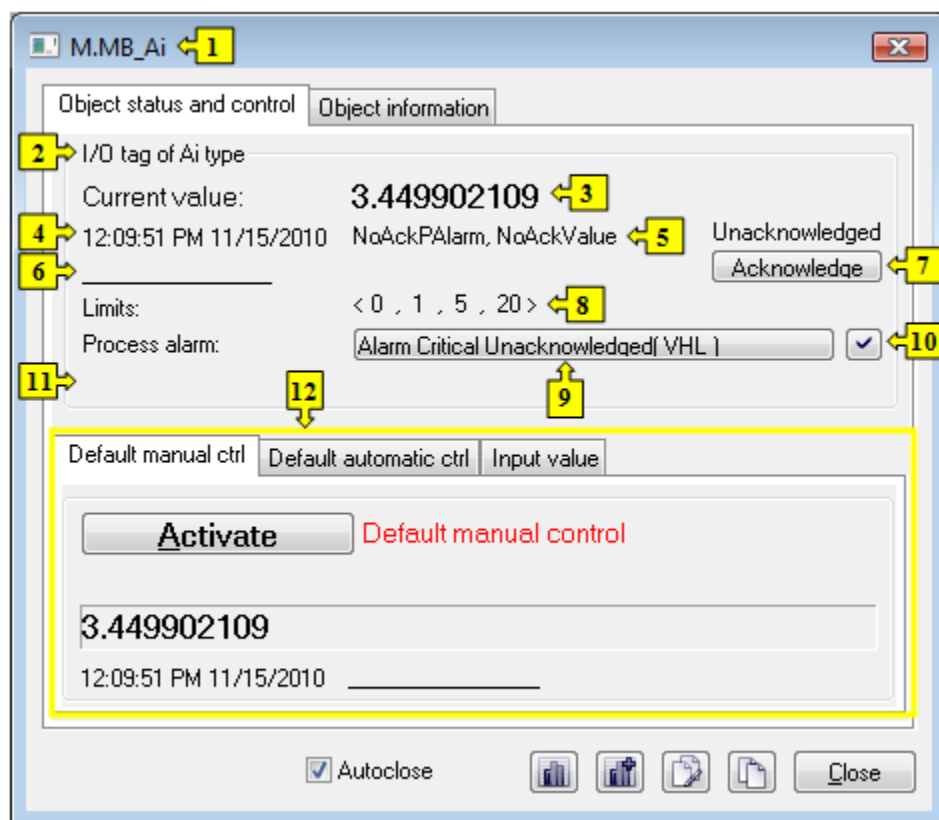 M.MB_Ai 1
Object status and control Object information
2 I/O tag of Ai type
Current value: 3.449902109 3
4 12:09:51 PM 11/15/2010 NoAckPAlarm, NoAckValue 5 Unacknowledged
6 Acknowledge 7
Limits: < 0 , 1 , 5 , 20 > 8
Process alarm: Alarm Critical Unacknowledged( VHL ) 10
11 12 9
Default manual ctrl Default automatic ctrl Input value
Activate Default manual control
3.449902109
12:09:51 PM 11/15/2010
Autoclose Close